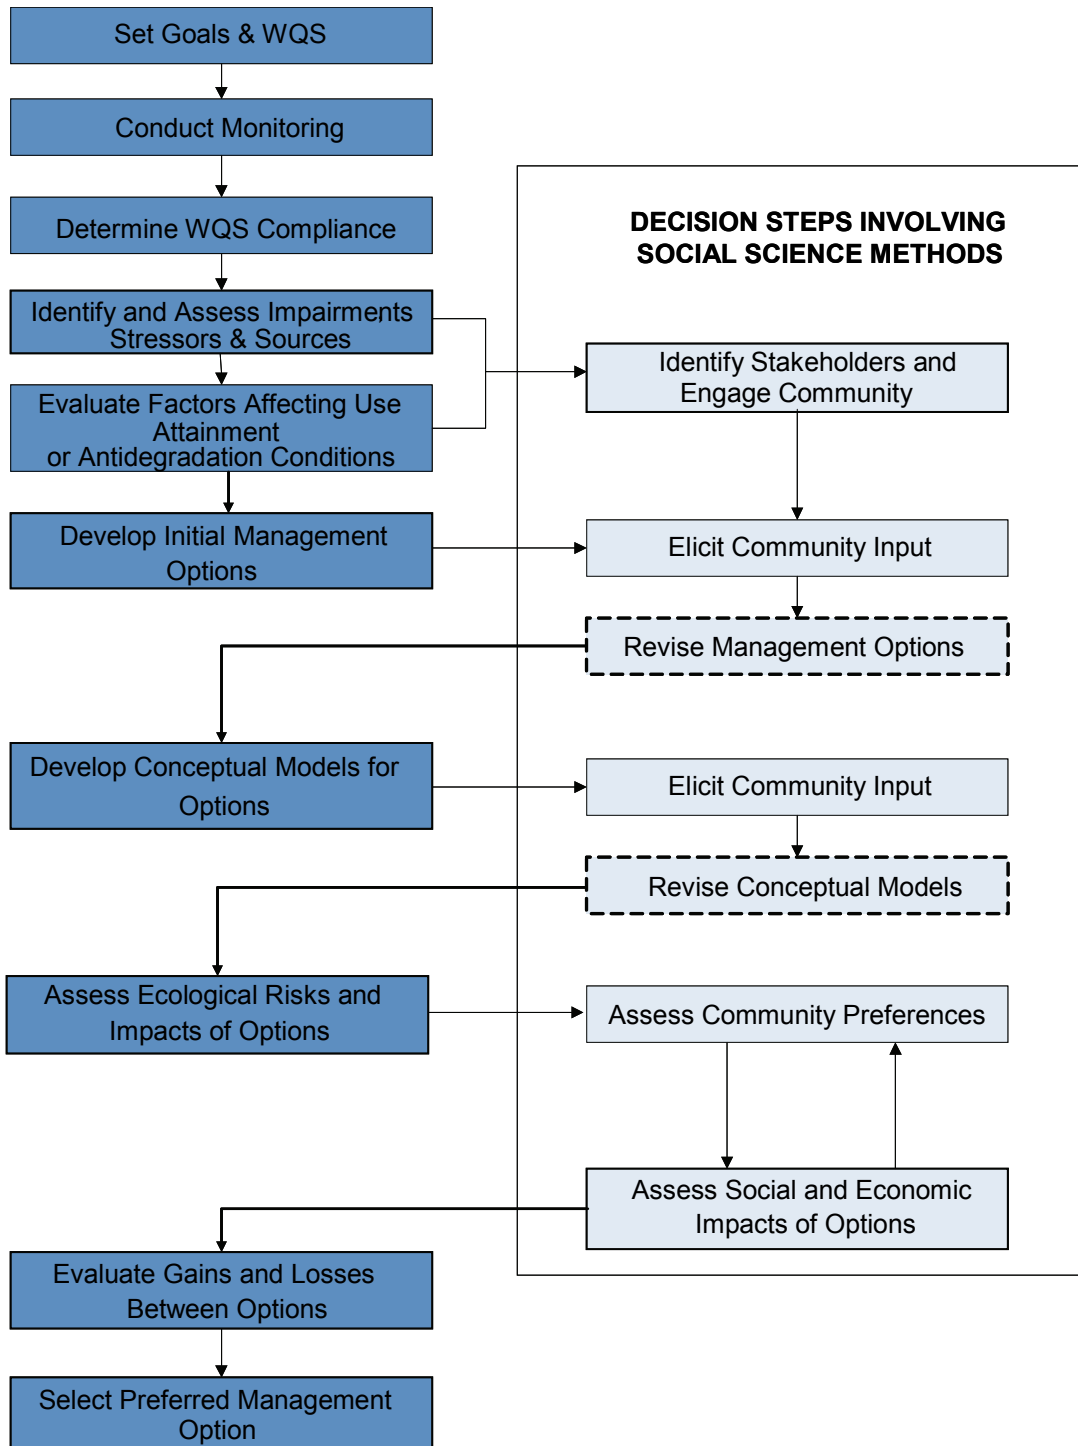 Set Goals & WQS
Conduct Monitoring
Determine WQS Compliance
Identify and Assess Impairments,
Stressors & Sources
Evaluate Factors Affecting Use
Attainment
or Antidegradation Conditions
Develop Initial Management
Options
Develop Conceptual Models for
Options
Assess Ecological Risks and
Impacts of Options
Evaluate Gains and Losses
Between Options
Select Preferred Management
Option
DECISION STEPS INVOLVING
SOCIAL SCIENCE METHODS
Identify Stakeholders and
Engage Community
Elicit Community Input
Revise Management Options
Elicit Community Input
Revise Conceptual Models
Assess Community Preferences
Assess Social and Economic
Impacts of Options